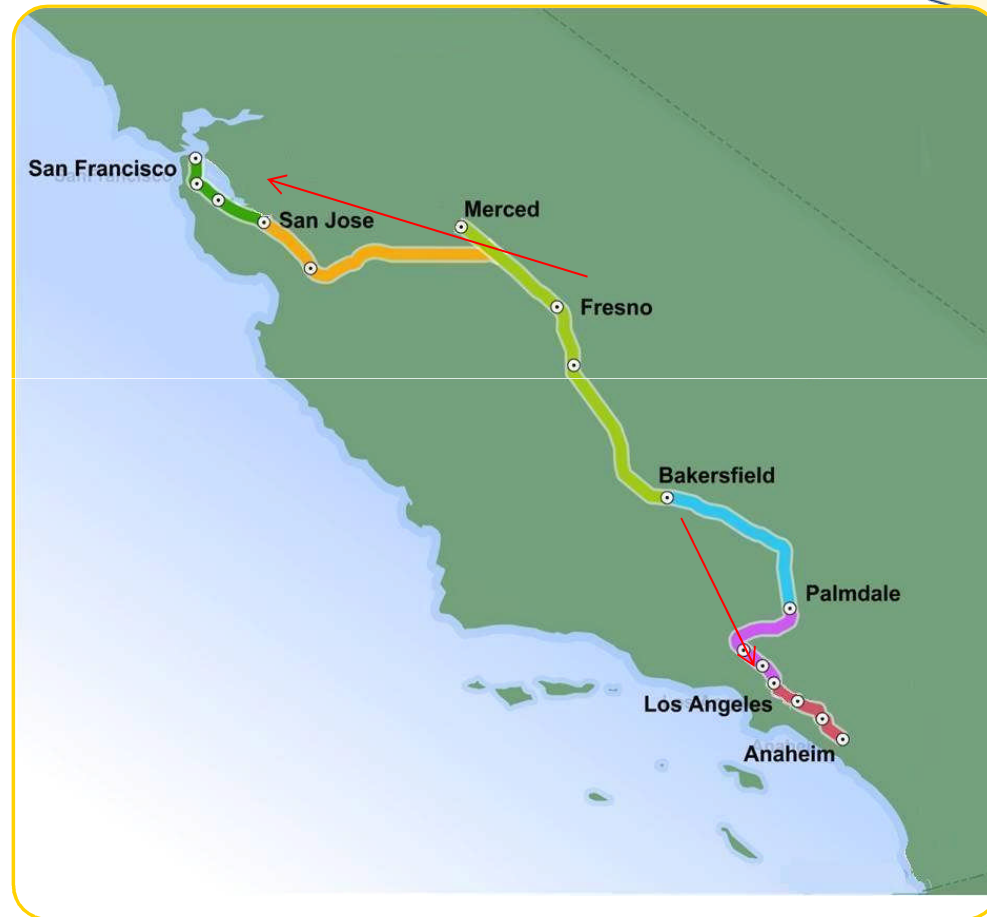 San Francisco
San Jose
Merced
Fresno
Bakersfield
Palmdale
Los Angeles
Anaheim